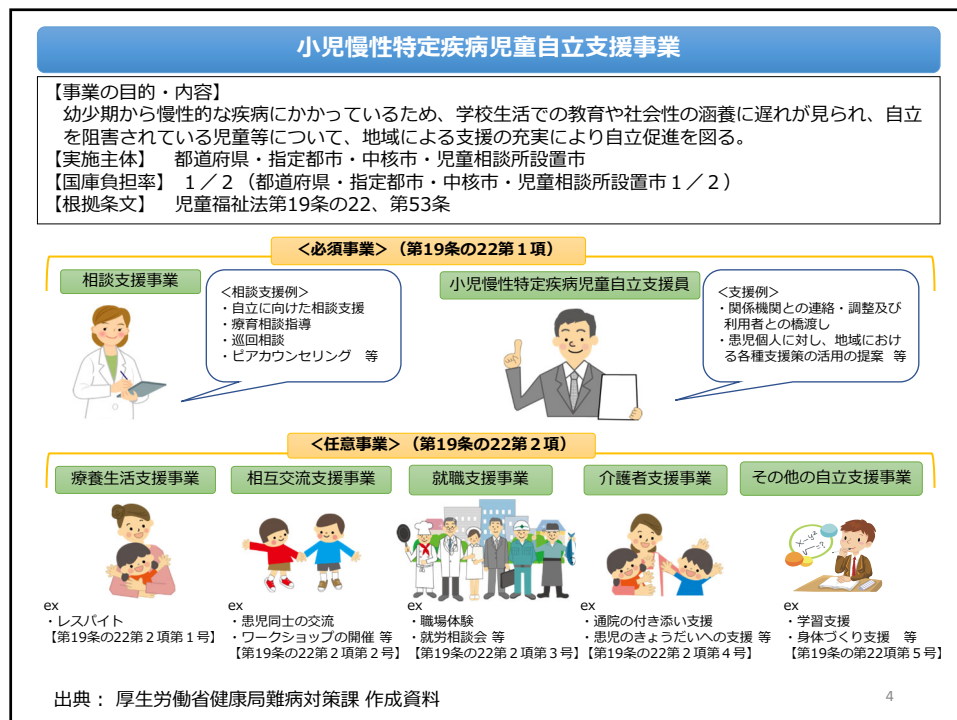 小児慢性特定疾病児童自立支援事業
【事業の目的・内容】
幼少期から慢性的な疾病にかかっているため、学校生活での教育や社会性の涵養に遅れが見られ、自立
を阻害されている児童等について、地域による支援の充実により自立促進を図る。
【実施主体】　都道府県・指定都市・中核市・児童相談所設置市
【国庫負担率】　１／２（都道府県・指定都市・中核市・児童相談所設置市１／２）
【根拠条文】　児童福祉法第19条の22、第53条
＜必須事業＞（第19条の22第１項）
相談支援事業
＜相談支援例＞
・自立に向けた相談支援
・療育相談指導
・巡回相談
・ピアカウンセリング　等
小児慢性特定疾病児童自立支援員
＜支援例＞
・関係機関との連絡・調整及び
利用者との橋渡し
・患児個人に対し、地域におけ
る各種支援策の活用の提案　等
＜任意事業＞（第19条の22第２項）
療養生活支援事業
ex
・レスパイト
【第19条の22第２項第１号】
相互交流支援事業
ex
・患児同士の交流
・ワークショップの開催 等
【第19条の22第２項第２号】
就職支援事業
ex
・職場体験
・就労相談会 等
【第19条の22第２項第３号】
介護者支援事業
ex
・通院の付き添い支援
・患児のきょうだいへの支援 等
【第19条の22第２項第４号】
その他の自立支援事業
ex
・学習支援
・身体づくり支援　等
【第19条の第22項第５号】
出典： 厚生労働省健康局難病対策課 作成資料
4